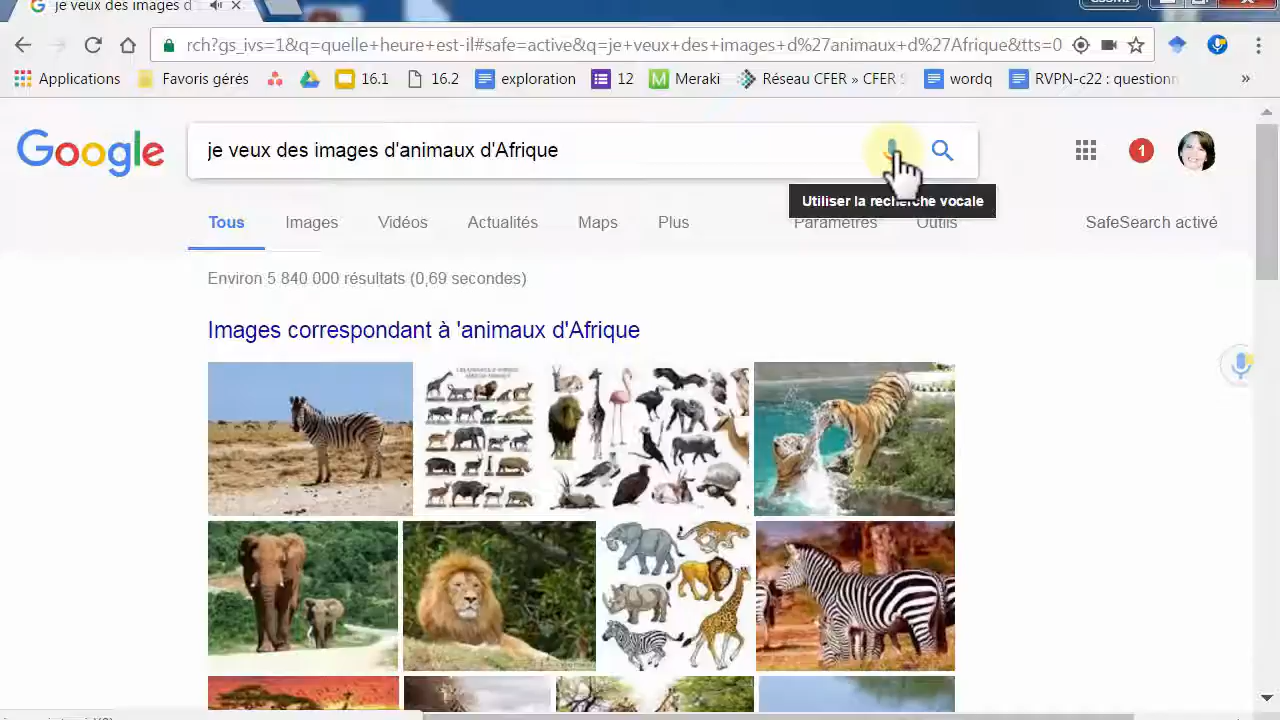 je veux des images d
rch?gs_ivs=1&q=quelle+heure+est-il#safe=active&q=je+veux+des+images+d%27animaux+d%27Afrique&tts=0
Applications Favoris gérés 16.1 16.2 exploration 12 Merak Réseau CFER » CFER wordq RVPN-c22 : question »
Google je veux des images d'animaux d'Afrique 1
Utiliser la recherche vocale
Tous Images Vidéos Actualités Maps Plus Paramètres Outils SafeSearch activé
Environ 5 840 000 résultats (0,69 secondes)
Images correspondant à 'animaux d'Afrique